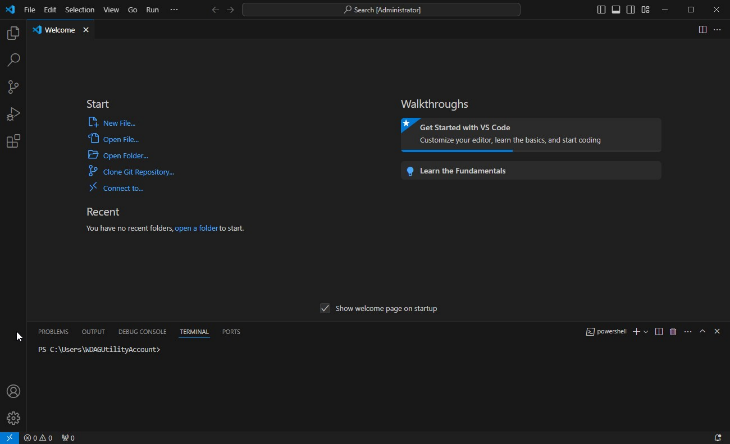 File Edit Selection View Go Run ···
Search [Administrator]
Welcome
Start
New File...
Open File...
Open Folder...
Clone Git Repository...
Connect to...
Recent
You have no recent folders, open a folder to start.
Walkthroughs
Get Started with VS Code
Customize your editor, learn the basics, and start coding
Learn the Fundamentals
Show welcome page on startup
PROBLEMS OUTPUT DEBUG CONSOLE TERMINAL PORTS
powershell
PS C:\Users\WDAGUtilityAccount>
0 0 0